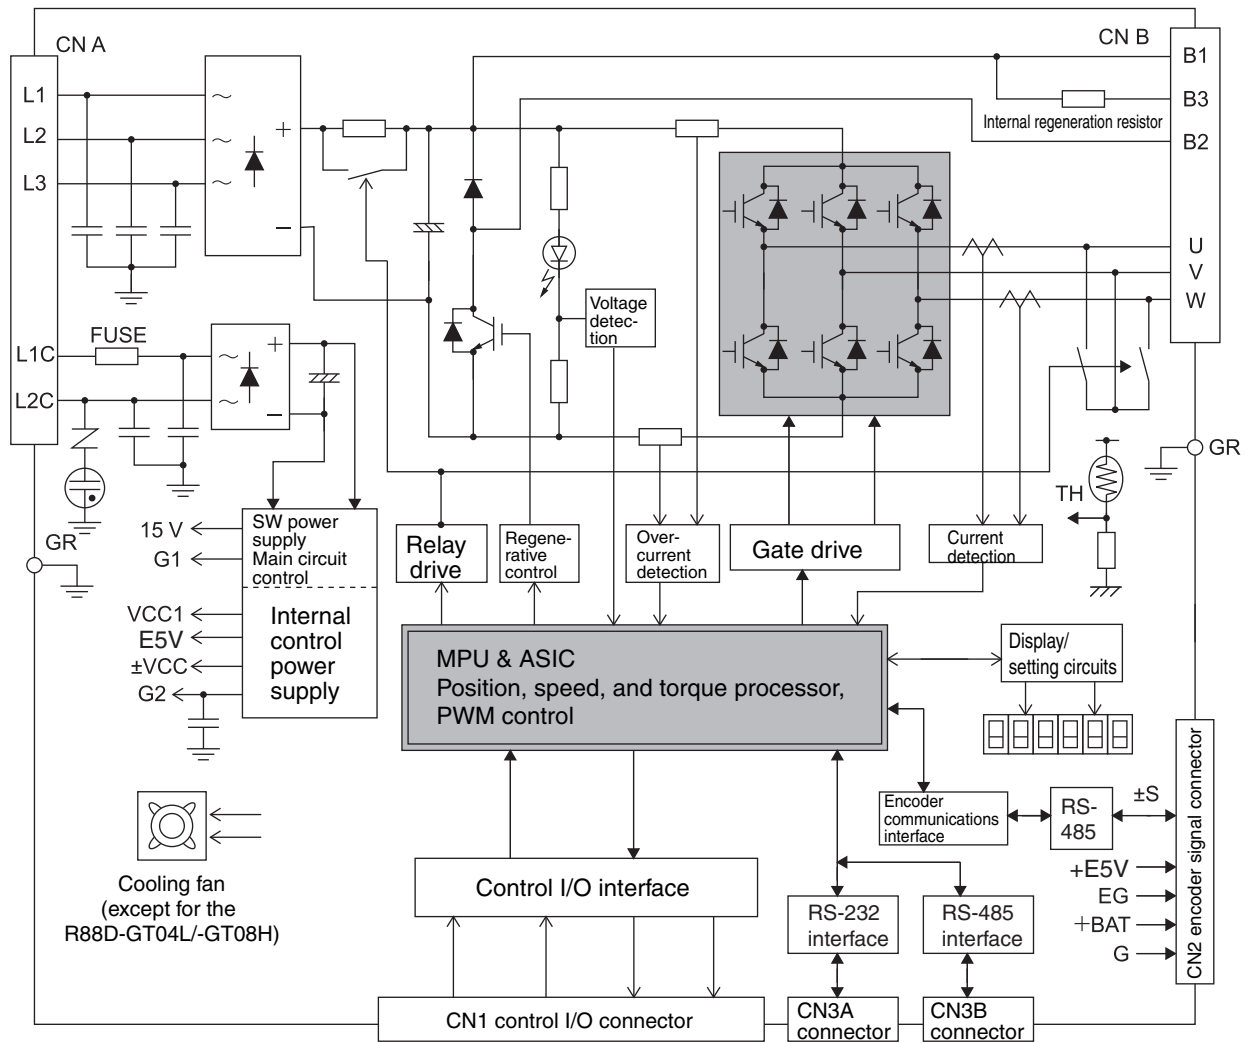 CN A
CN B
L1
L2
L3
B1
B3
Internal regeneration resistor
B2
U
V
W
+
−
Voltage
detec-
tion
FUSE
L1C
L2C
+
−
GR
GR
TH
15 V
G1
VCC1
E5V
±VCC
G2
SW power
supply
Main circuit
control
Internal
control
power
supply
Relay
drive
Regene-
rative
control
Over-
current
detection
Gate drive
Current
detection
MPU & ASIC
Position, speed, and torque processor,
PWM control
Display/
setting circuits
Encoder
communications
interface
RS-
485
±S
+E5V
EG
+BAT
G
CN2 encoder signal connector
Cooling fan
(except for the
R88D-GT04L/-GT08H)
Control I/O interface
RS-232
interface
RS-485
interface
CN1 control I/O connector
CN3A
connector
CN3B
connector